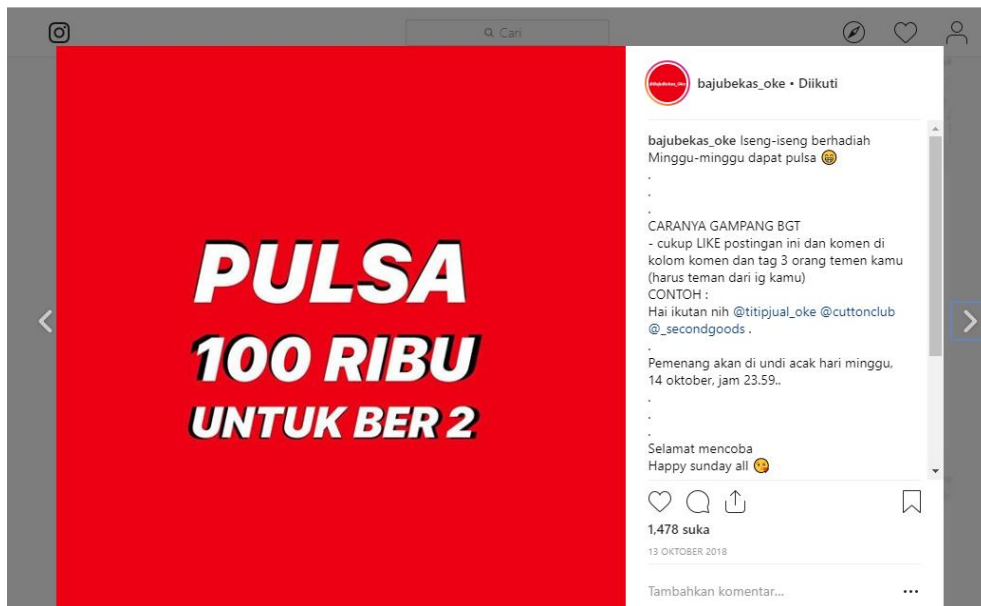 Cari
PULSA
100 RIBU
UNTUK BER 2
bajubekas_oke • Diikuti
bajubekas_oke Iseng-iseng berhadiah
Minggu-minggu dapat pulsa 😁
.
.
.
CARANYA GAMPANG BGT
- cukup LIKE postingan ini dan komen di
kolom komen dan tag 3 orang temen kamu
(harus teman dari ig kamu)
CONTOH :
Hai ikutan nih @titipjual_oke @cuttonclub
@_secondgoods .
.
Pemenang akan di undi acak hari minggu,
14 oktober, jam 23.59..
.
.
.
Selamat mencoba
Happy sunday all 😘
1,478 suka
13 OKTOBER 2018
Tambahkan komentar...